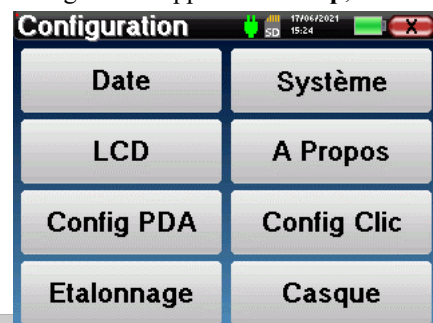 Configuration SD 17/06/2021 15:24 X
Date Système
LCD A Propos
Config PDA Config Clic
Etalonnage Casque